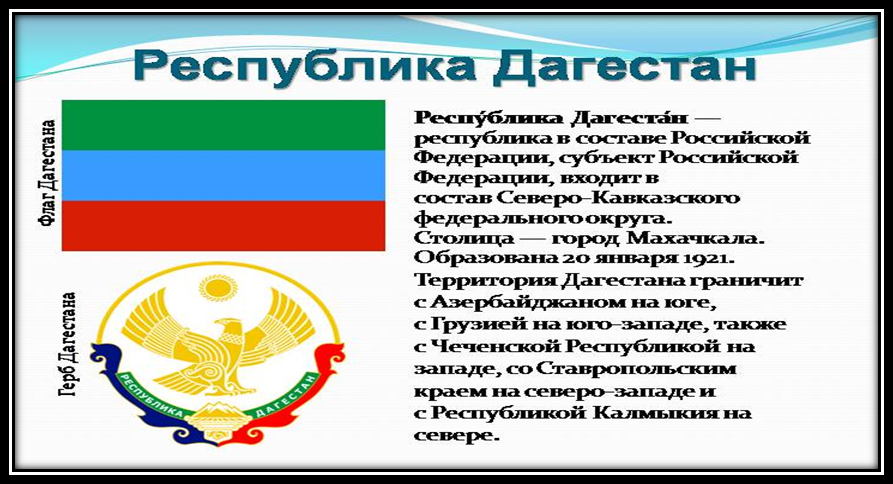 Республика Дагестан
Флаг Дагестана
Респу́блика Дагеста́н —
республика в составе Российской
Федерации, субъект Российской
Федерации, входит в
состав Северо-Кавказского
федерального округа.
Столица — город Махачкала.
Образована 20 января 1921.
Территория Дагестана граничит
с Азербайджаном на юге,
с Грузией на юго-западе, также
с Чеченской Республикой на
западе, со Ставропольским
краем на северо-западе и
с Республикой Калмыкия на
севере.
Герб Дагестана
РЕСПУБЛИКА ДАГЕСТАН